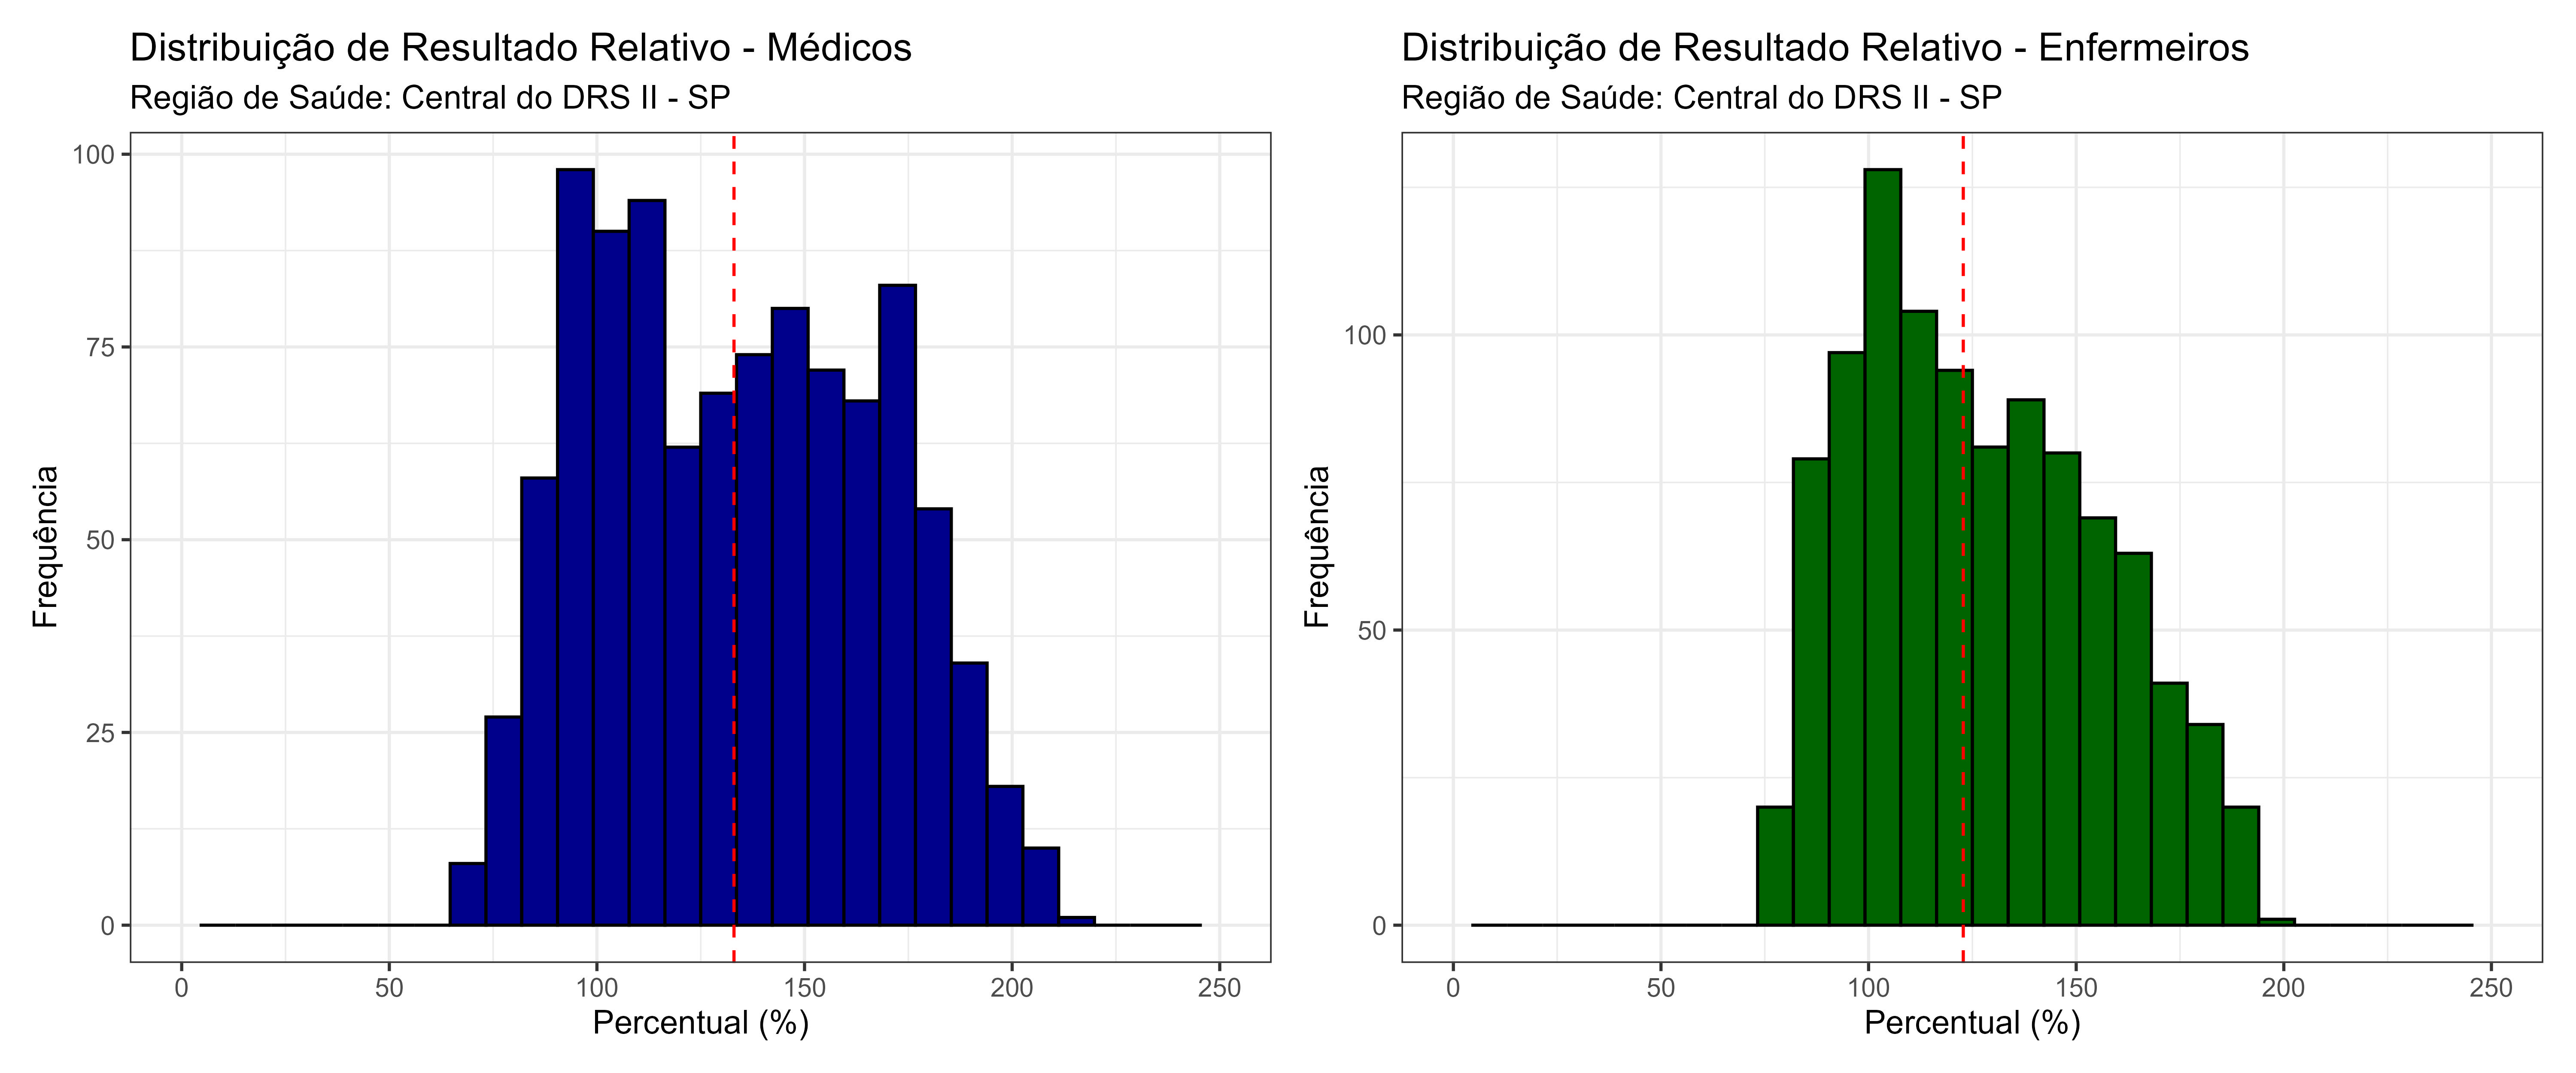 Distribuição de Resultado Relativo - Médicos
Região de Saúde: Central do DRS II - SP
100
75
50
25
0
Frequência
0 50 100 150 200 250
Percentual (%)
Distribuição de Resultado Relativo - Enfermeiros
Região de Saúde: Central do DRS II - SP
100
50
0
Frequência
0 50 100 150 200 250
Percentual (%)